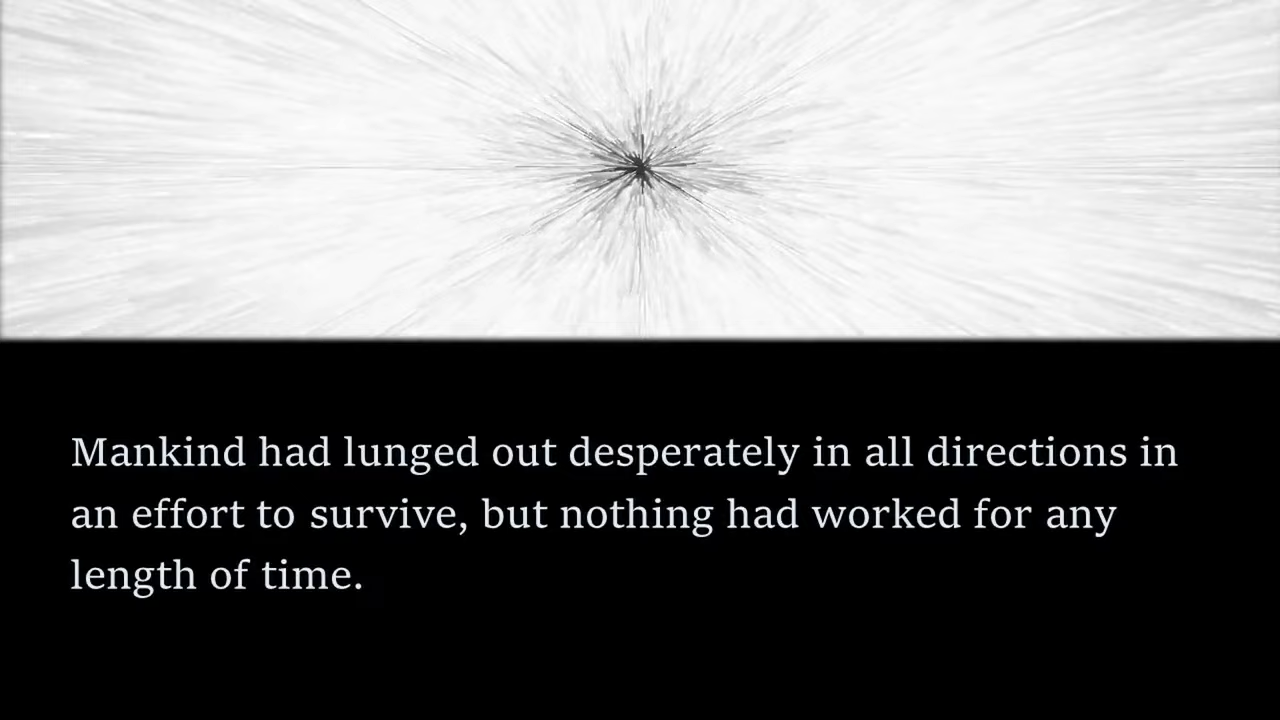 Mankind had lunged out desperately in all directions in
an effort to survive, but nothing had worked for any
length of time.